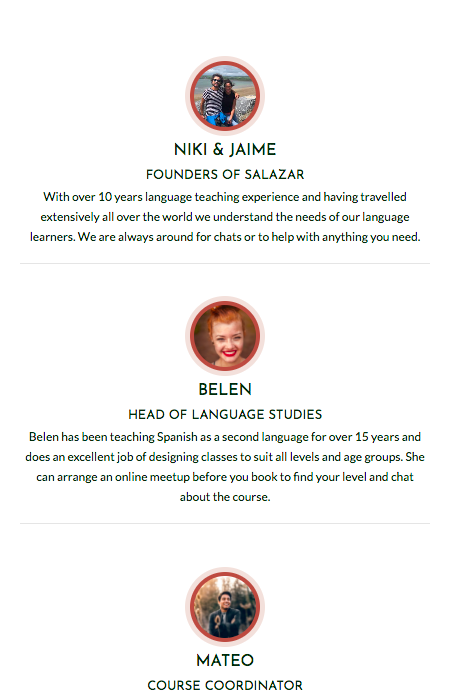 NIKI & JAIME
FOUNDERS OF SALAZAR
With over 10 years language teaching experience and having travelled
extensively all over the world we understand the needs of our language
learners. We are always around for chats or to help with anything you need.
BELEN
HEAD OF LANGUAGE STUDIES
Belen has been teaching Spanish as a second language for over 15 years and
does an excellent job of designing classes to suit all levels and age groups. She
can arrange an online meetup before you book to find your level and chat
about the course.
MATEO
COURSE COORDINATOR